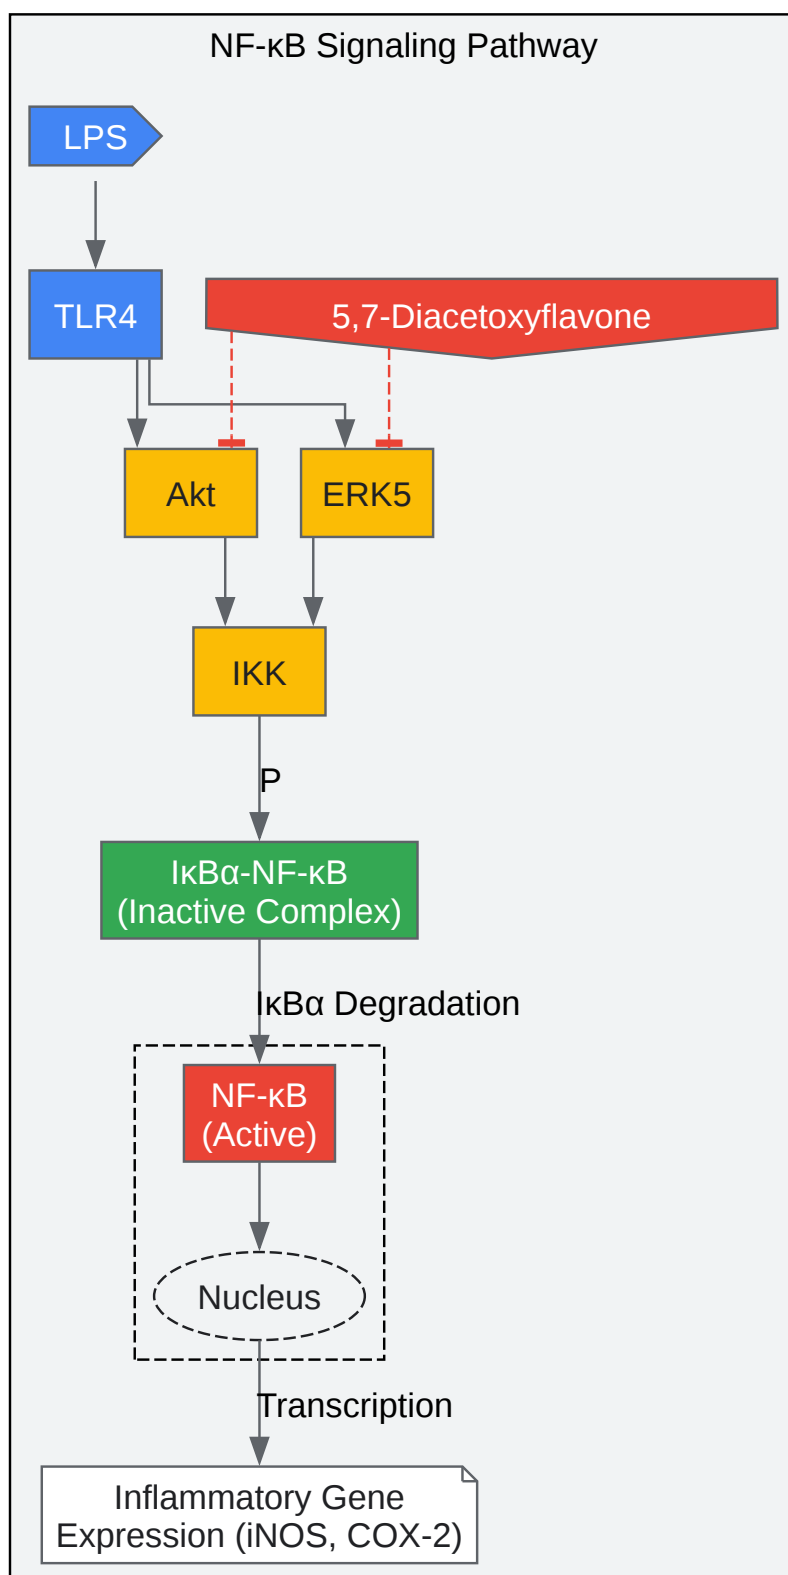 NF-κB Signaling Pathway
LPS
TLR4
5,7-Diacetoxyflavone
Akt
ERK5
IKK
P
IκBα-NF-κB
(Inactive Complex)
IκBα Degradation
NF-κB
(Active)
Nucleus
Transcription
Inflammatory Gene
Expression (iNOS, COX-2)